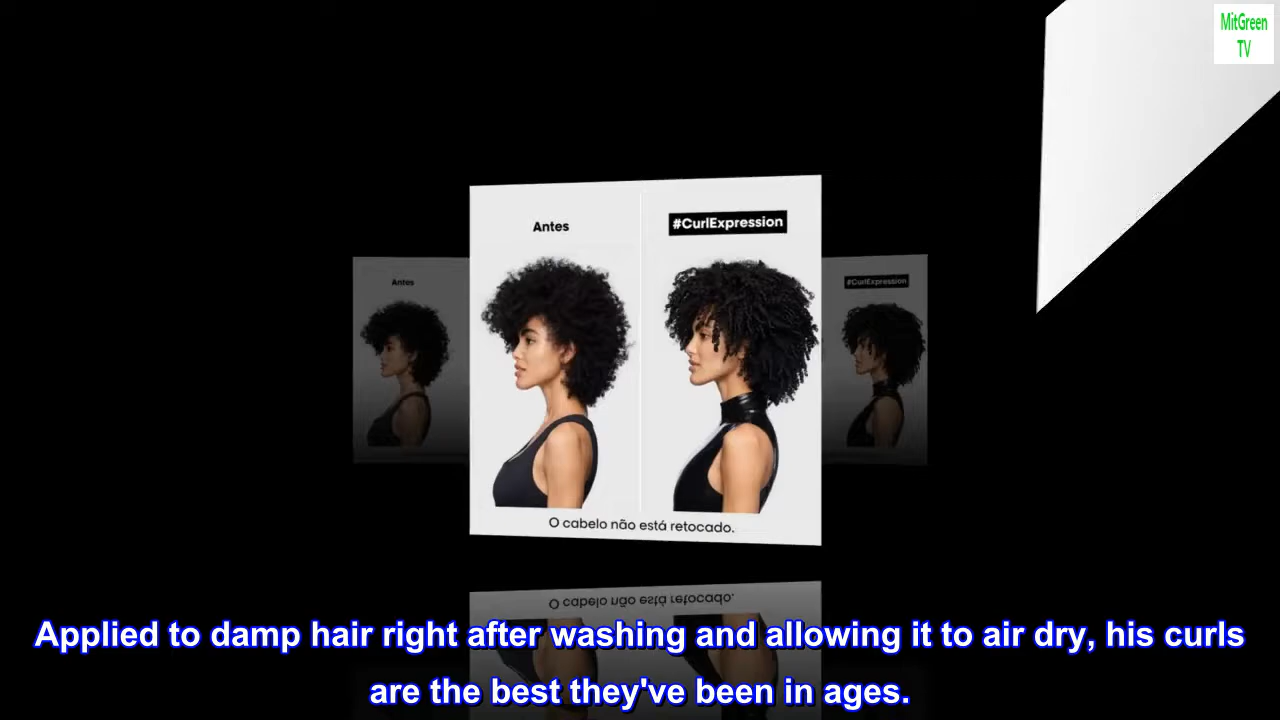 MitGreen
TV
Antes
#CurlExpression
Antes
#CurlExpression
O cabelo não está retocado.
O cabelo não está retocado.
Applied to damp hair right after washing and allowing it to air dry, his curls
are the best they've been in ages.